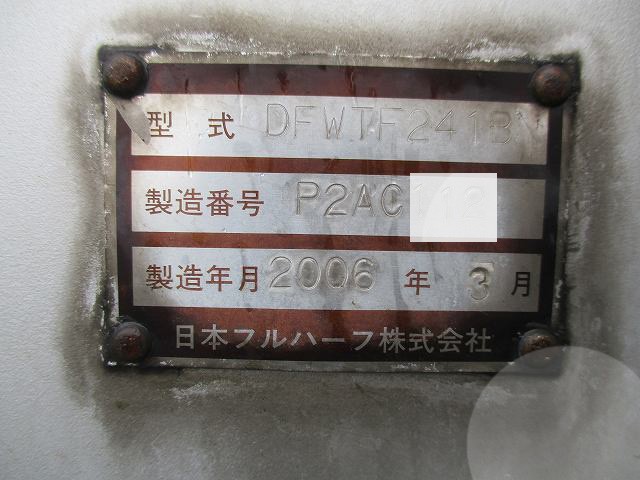 型式 DFWTF241BN
製造番号 P2AC
製造年月 2006 年 3 月
日本フルハーフ株式会社